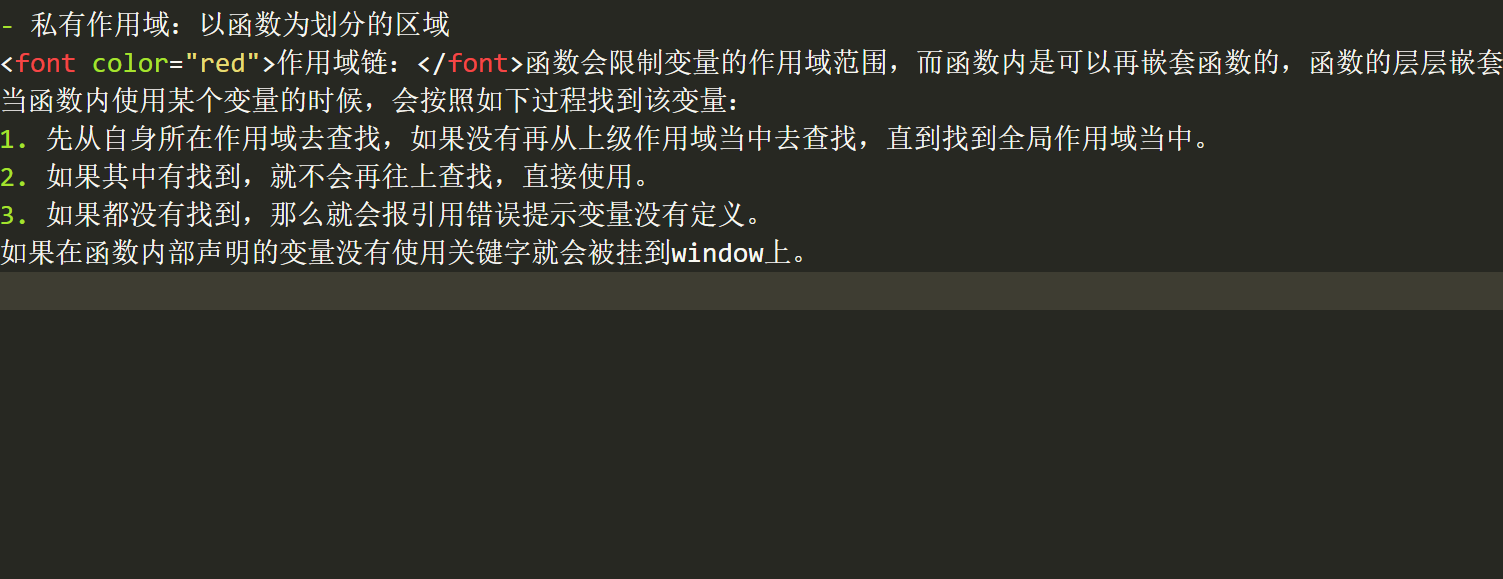 - 私有作用域：以函数为划分的区域
<font color="red">作用域链：</font>函数会限制变量的作用域范围，而函数内是可以再嵌套函数的，函数的层层嵌套
当函数内使用某个变量的时候，会按照如下过程找到该变量：
1. 先从自身所在作用域去查找，如果没有再从上级作用域当中去查找，直到找到全局作用域当中。
2. 如果其中有找到，就不会再往上查找，直接使用。
3. 如果都没有找到，那么就会报引用错误提示变量没有定义。
如果在函数内部声明的变量没有使用关键字就会被挂到window上。